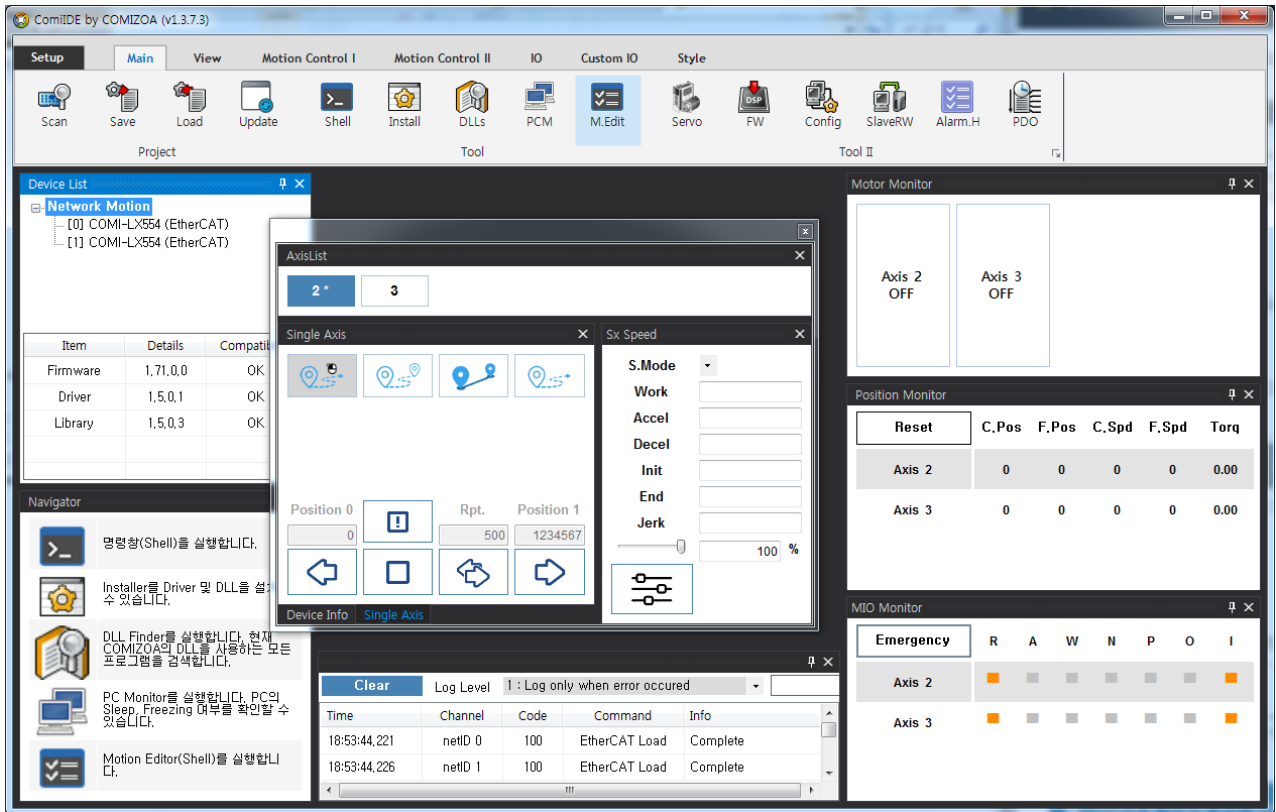 ComiIDE by COMIZOA (v1.3.7.3)
Setup Main View Motion Control I Motion Control II IO Custom IO Style
Scan Save Load Update Shell Install DLLs PCM M.Edit Servo FW Config SlaveRW Alarm.H PDO
DSP
Project Tool Tool II
Device List
Network Motion
[0] COMI-LX554 (EtherCAT)
[1] COMI-LX554 (EtherCAT)
Item Details
Firmware 1,71,0,0 OK
Driver 1,5,0,1 OK
Library 1,5,0,3 OK
Navigator
명령창(Shell)을 실행합니다.
Installer를 Driver 및 DLL을
수 있습니다.
DLL Finder를 실행합니다, 현재
COMIZOA의 DLL을 사용하는 모든
프로그램을 검색합니다.
PC Monitor를 실행합니다, PC의
Sleep, Freezing 여부를 확인할 수
있습니다.
Motion Editor(Shell)를 실행합니
다.
AxisList
2 * 3
Single Axis
Position 0 Rpt. Position 1
0 500 1234567
Device Info Single Axis
Sx Speed
S.Mode
Work
Accel
Decel
Init
End
Jerk
100 %
Clear Log Level 1 : Log only when error occured
Time Channel Code Command Info
18:53:44,221 netID 0 100 EtherCAT Load Complete
18:53:44,226 netID 1 100 EtherCAT Load Complete
Motor Monitor
Axis 2 Axis 3
OFF OFF
Position Monitor
Reset C,Pos F,Pos C,Spd F,Spd Torq
Axis 2 0 0 0 0 0.00
Axis 3 0 0 0 0 0.00
MIO Monitor
Emergency R A W N P O I
Axis 2
Axis 3